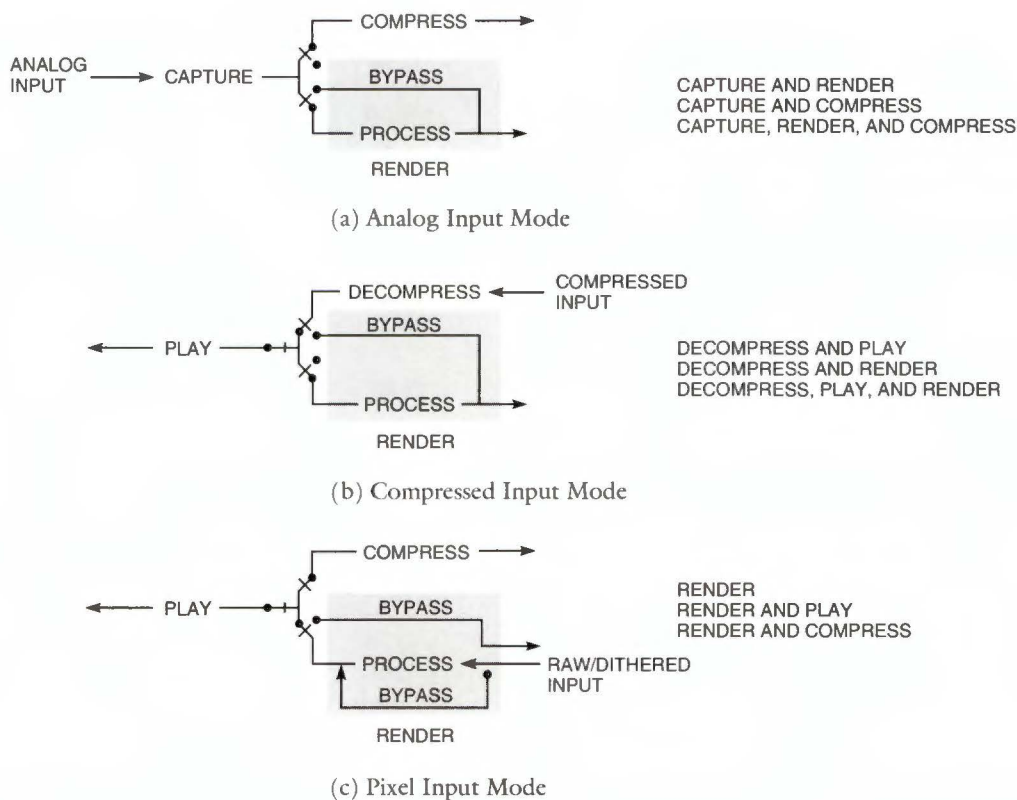 COMPRESS
ANALOG
INPUT
CAPTURE
BYPASS
PROCESS
RENDER
CAPTURE AND RENDER
CAPTURE AND COMPRESS
CAPTURE, RENDER, AND COMPRESS
(a) Analog Input Mode
DECOMPRESS
COMPRESSED
INPUT
BYPASS
PLAY
PROCESS
RENDER
DECOMPRESS AND PLAY
DECOMPRESS AND RENDER
DECOMPRESS, PLAY, AND RENDER
(b) Compressed Input Mode
COMPRESS
PLAY
BYPASS
PROCESS
RAW/DITHERED
INPUT
BYPASS
RENDER
RENDER
RENDER AND PLAY
RENDER AND COMPRESS
(c) Pixel Input Mode